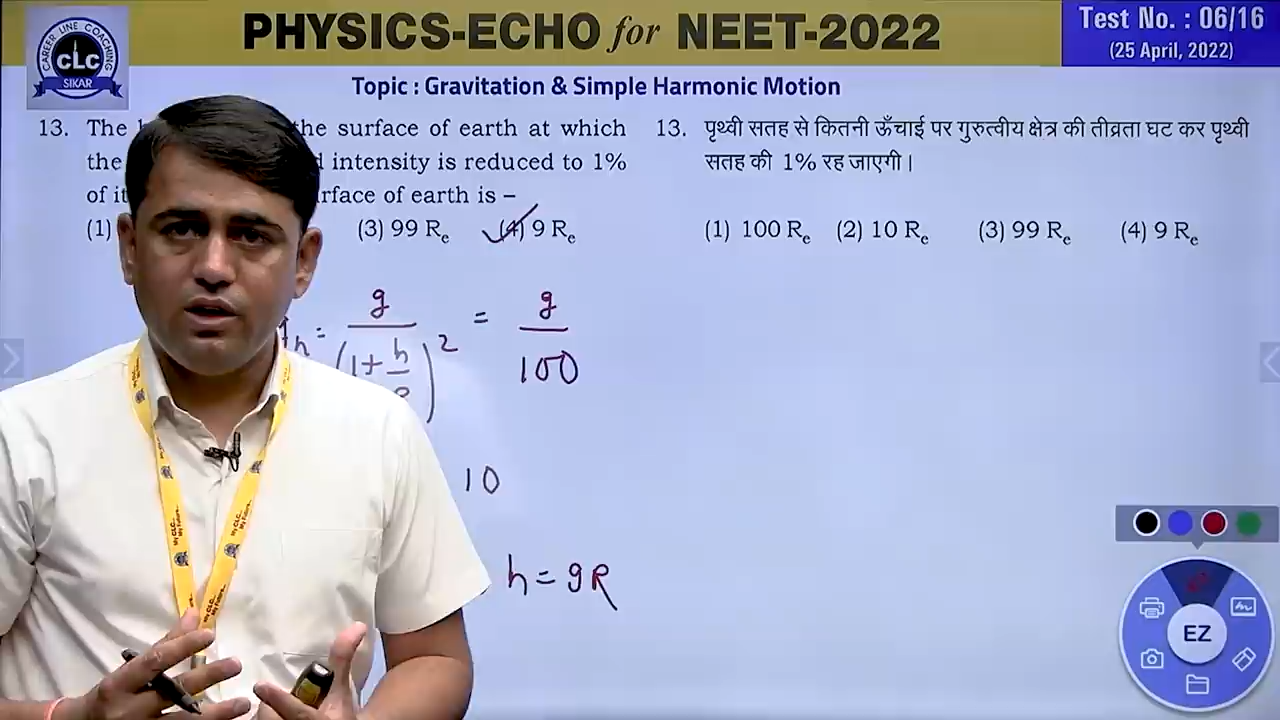 PHYSICS-ECHO for NEET-2022
Test No. : 06/16
(25 April, 2022)
CAREER LINE COACHING
CLC
SIKAR
Topic : Gravitation & Simple Harmonic Motion
13. The the surface of earth at which
the intensity is reduced to 1%
of earth is –
(1) (3) 99 Re (4) 9 Re
13. पृथ्वी सतह से कितनी ऊँचाई पर गुरुत्वीय क्षेत्र की तीव्रता घट कर पृथ्वी
सतह की 1% रह जाएगी।
(1) 100 Re (2) 10 Re (3) 99 Re (4) 9 Re
g/(1+h/R)^2 = g/100
10
h = 9R
EZ